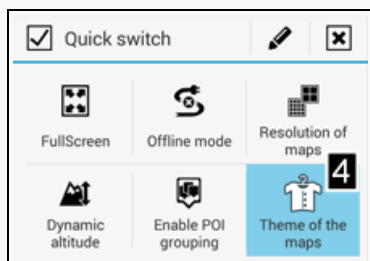 Quick switch
FullScreen
Offline mode
Resolution of
maps
4
Dynamic
altitude
Enable POI
grouping
Theme of the
maps